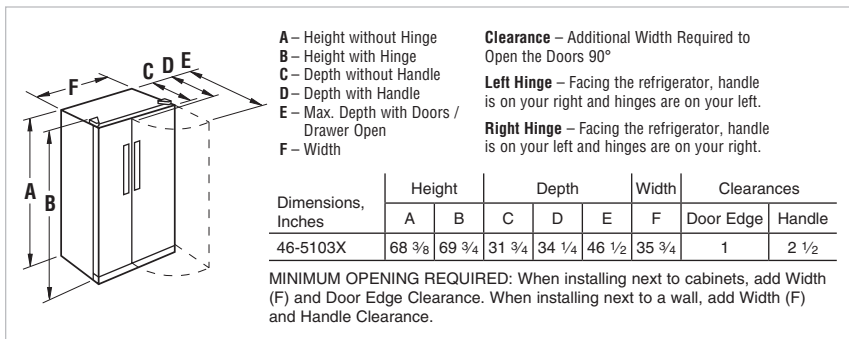 A – Height without Hinge
B – Height with Hinge
C – Depth without Handle
D – Depth with Handle
E – Max. Depth with Doors /
Drawer Open
F – Width
Clearance – Additional Width Required to
Open the Doors 90°
Left Hinge – Facing the refrigerator, handle
is on your right and hinges are on your left.
Right Hinge – Facing the refrigerator, handle
is on your left and hinges are on your right.
F C D E
A B
Dimensions, Inches Height Depth Width Clearances
A B C D E F Door Edge Handle
46-5103X 68 3⁄8 69 3⁄4 31 3⁄4 34 1⁄4 46 1⁄2 35 3⁄4 1 2 1⁄2
MINIMUM OPENING REQUIRED: When installing next to cabinets, add Width
(F) and Door Edge Clearance. When installing next to a wall, add Width (F)
and Handle Clearance.